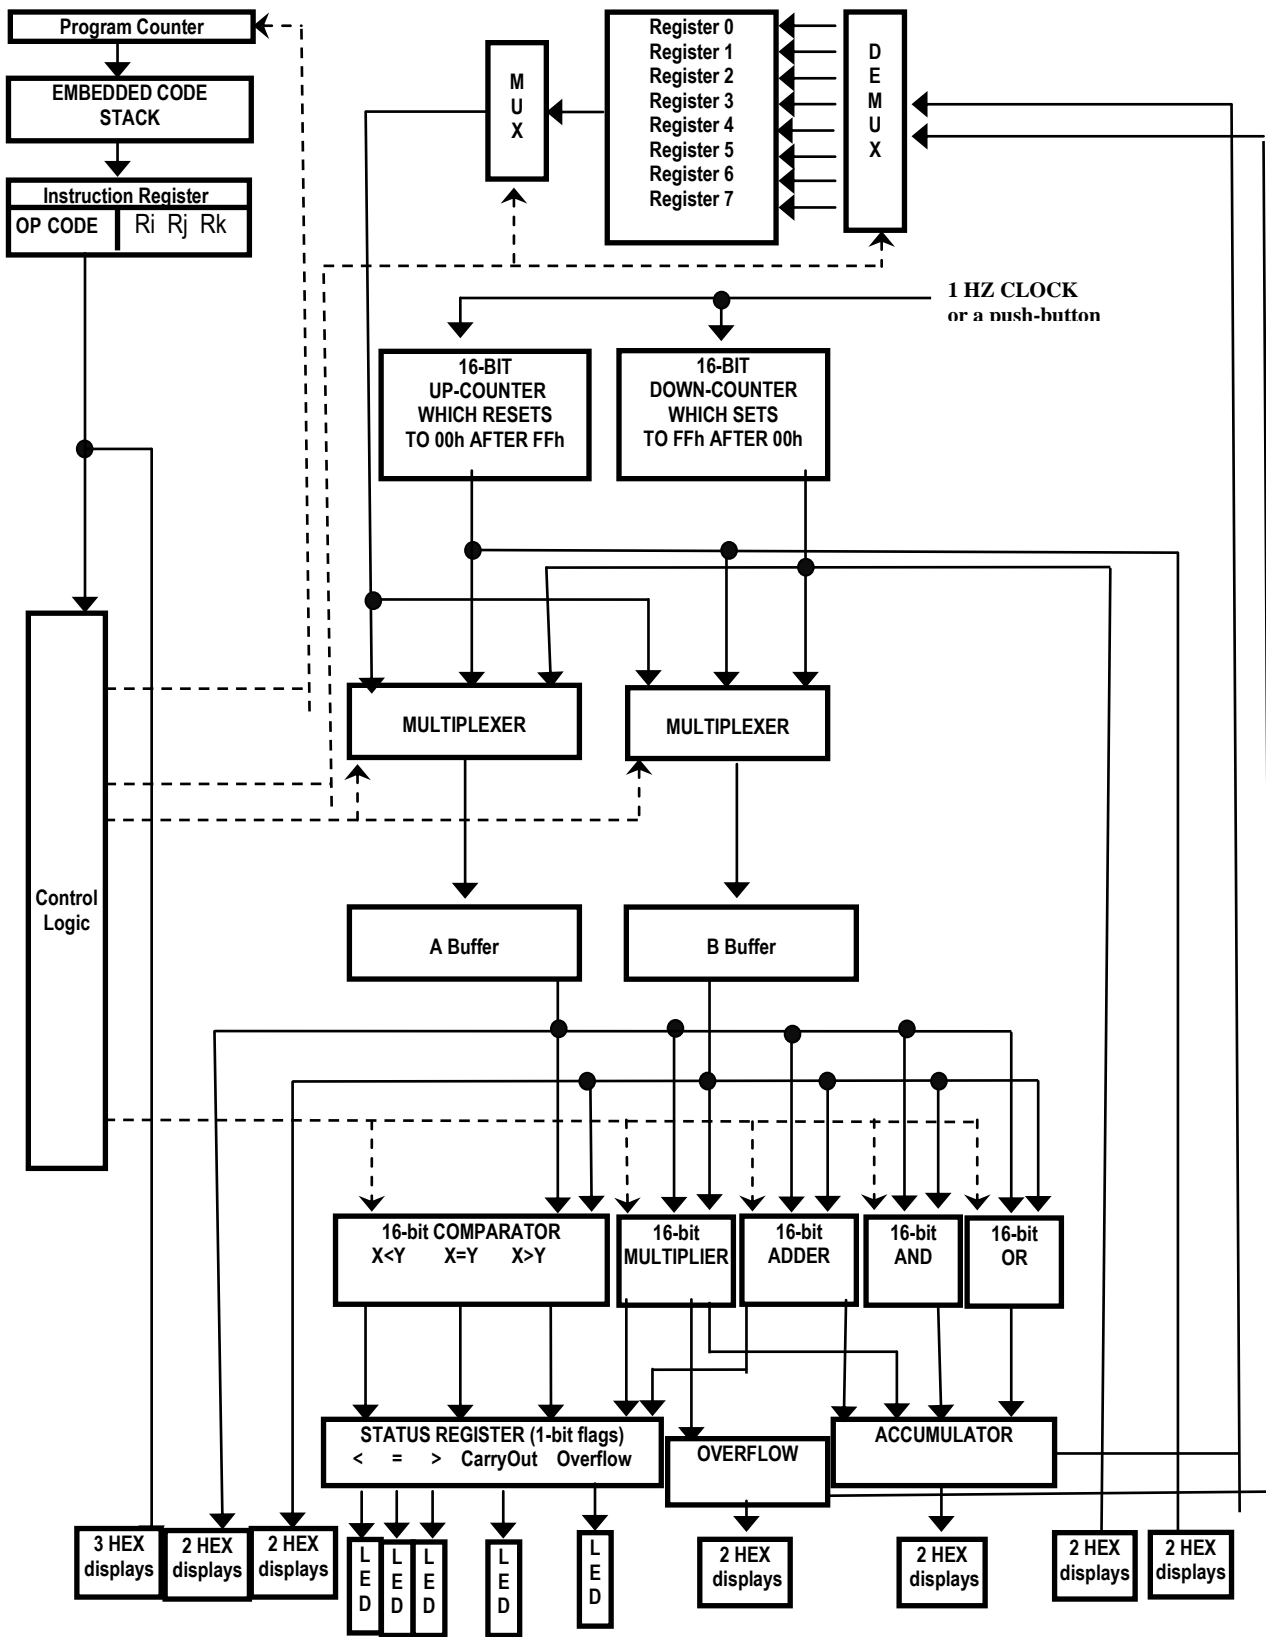 Program Counter
EMBEDDED CODE
STACK
Instruction Register
OP CODE Ri Rj Rk
M
U
X
Register 0
Register 1
Register 2
Register 3
Register 4
Register 5
Register 6
Register 7
D
E
M
U
X
1 HZ CLOCK
or a push-button
16-BIT
UP-COUNTER
WHICH RESETS
TO 00h AFTER FFh
16-BIT
DOWN-COUNTER
WHICH SETS
TO FFh AFTER 00h
MULTIPLEXER
MULTIPLEXER
Control
Logic
A Buffer
B Buffer
16-bit COMPARATOR
X<Y X=Y X>Y
16-bit
MULTIPLIER
16-bit
ADDER
16-bit
AND
16-bit
OR
STATUS REGISTER (1-bit flags)
< = > CarryOut Overflow
OVERFLOW
ACCUMULATOR
3 HEX
displays
2 HEX
displays
2 HEX
displays
L
E
D
L
E
D
L
E
D
L
E
D
L
E
D
2 HEX
displays
2 HEX
displays
2 HEX
displays
2 HEX
displays